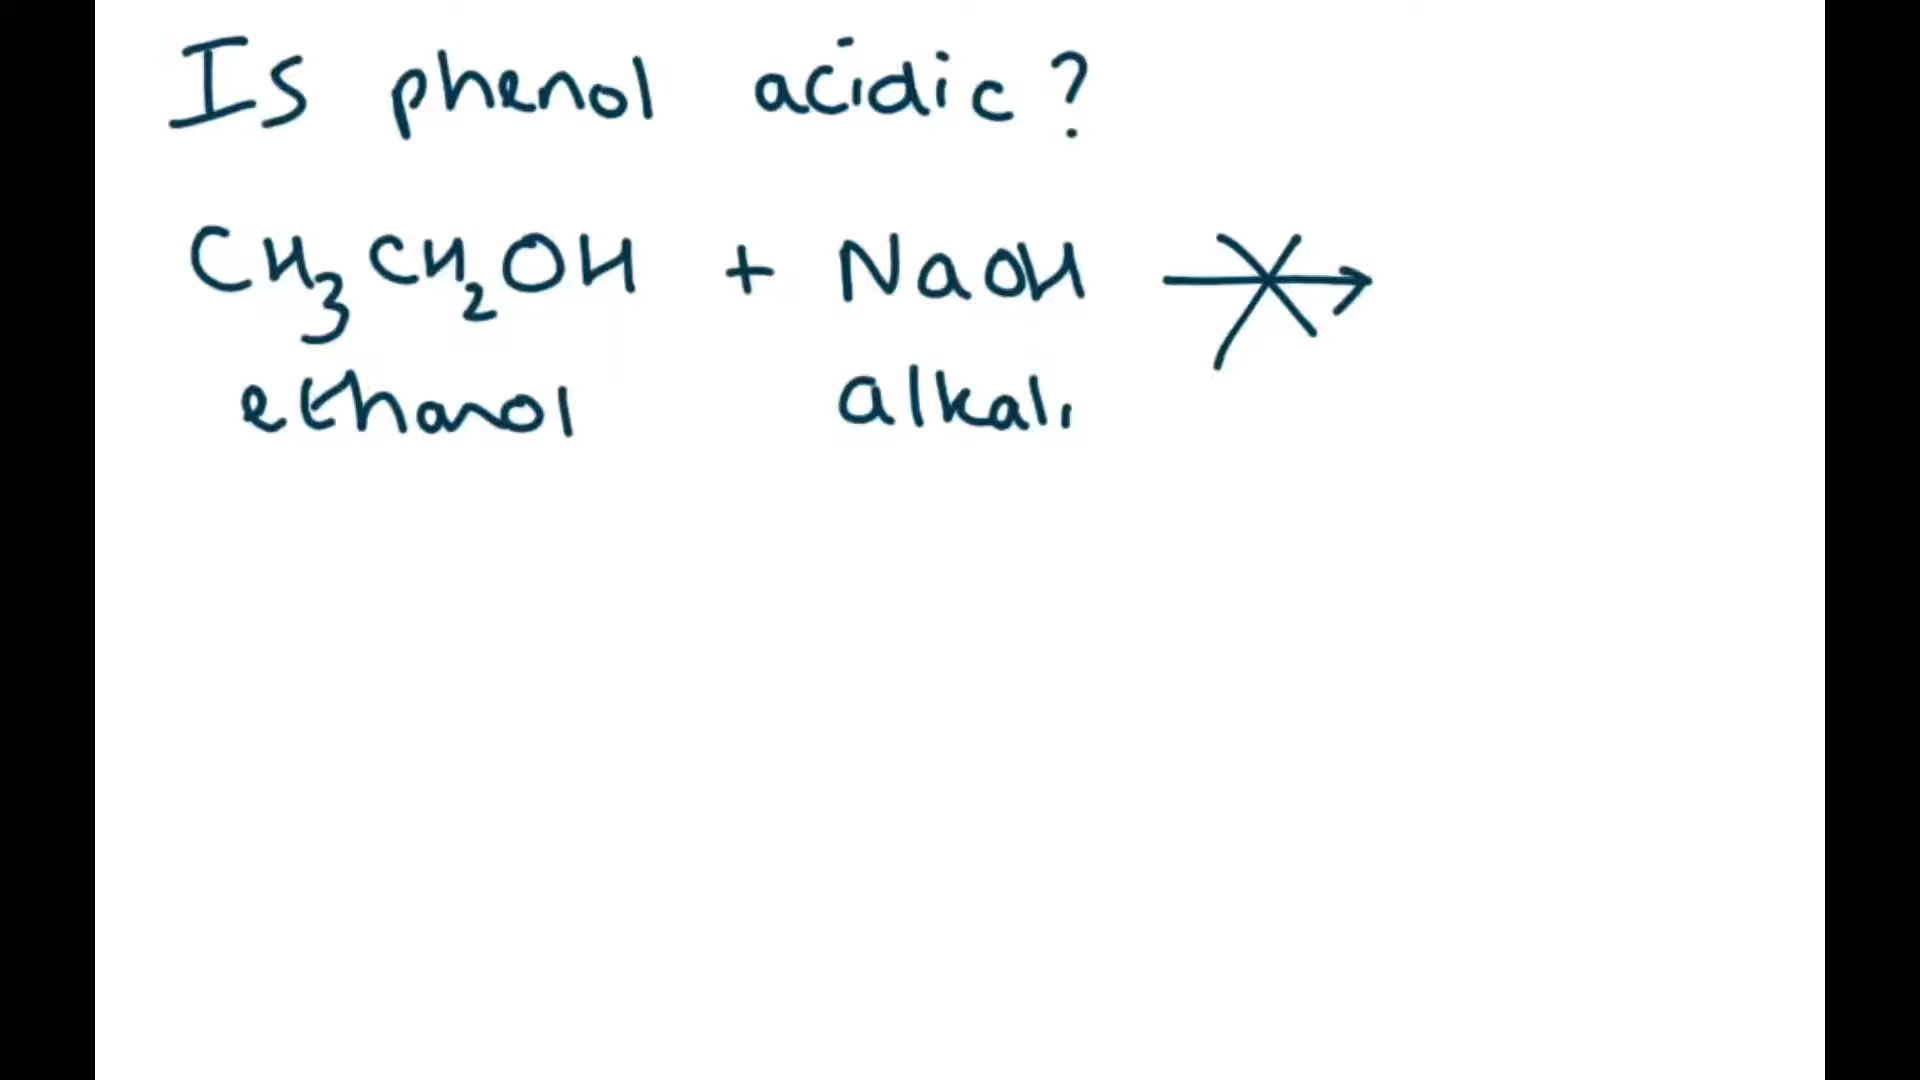 Is phenol acidic?
CH₃CH₂OH + NaOH
ethanol alkali